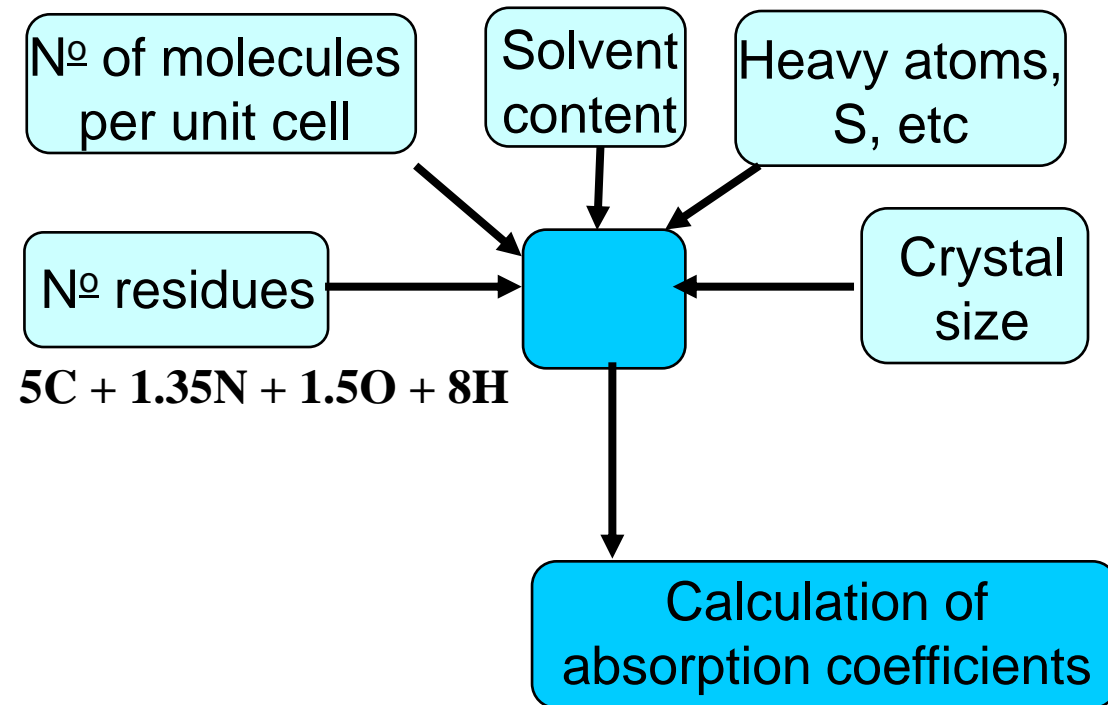 Nº of molecules
per unit cell
Solvent
content
Heavy atoms,
S, etc
Nº residues
Crystal
size
5C + 1.35N + 1.5O + 8H
Calculation of
absorption coefficients